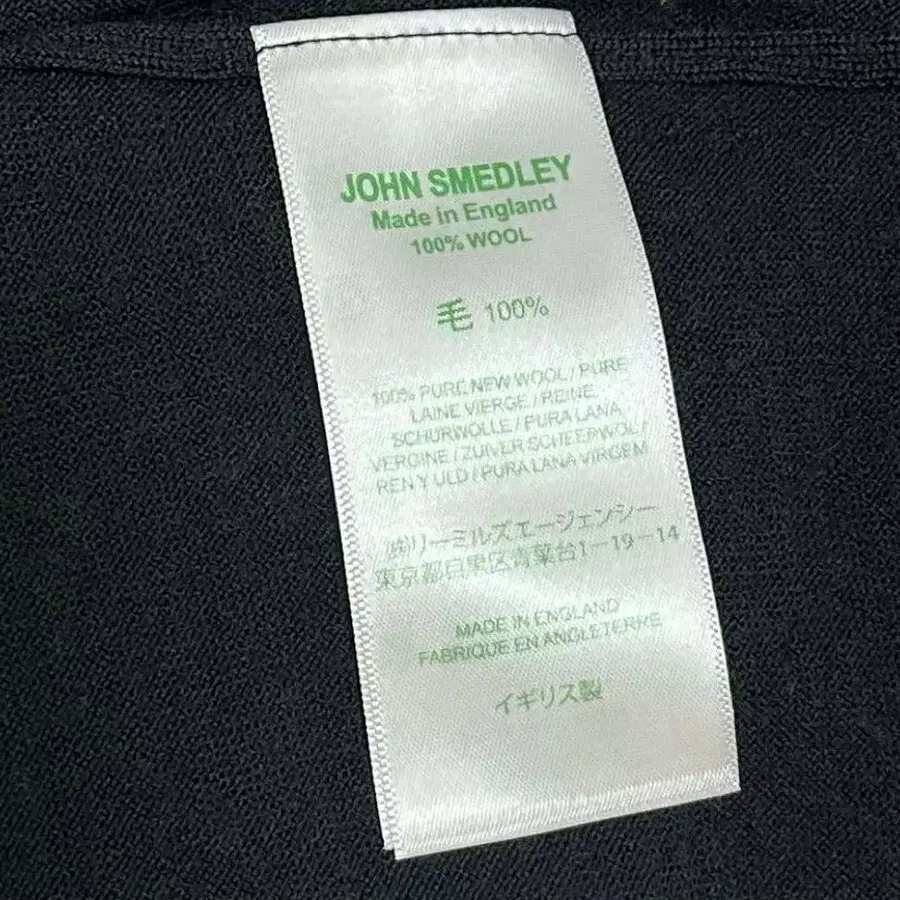 JOHN SMEDLEY
Made in England
100% WOOL
毛 100%
100% PURE NEW WOOL / PURE
LAINE VIERGE / REINE
SCHURWOLLE / PURA LANA
VERGINE / ZUIVER SCHEERWOL /
REN Y ULD / PURA LANA VIRGEM
㈱リーミルズエージェンシー
東京都目黒区青葉台1-19-14
MADE IN ENGLAND
FABRIQUE EN ANGLETERRE
イギリス製